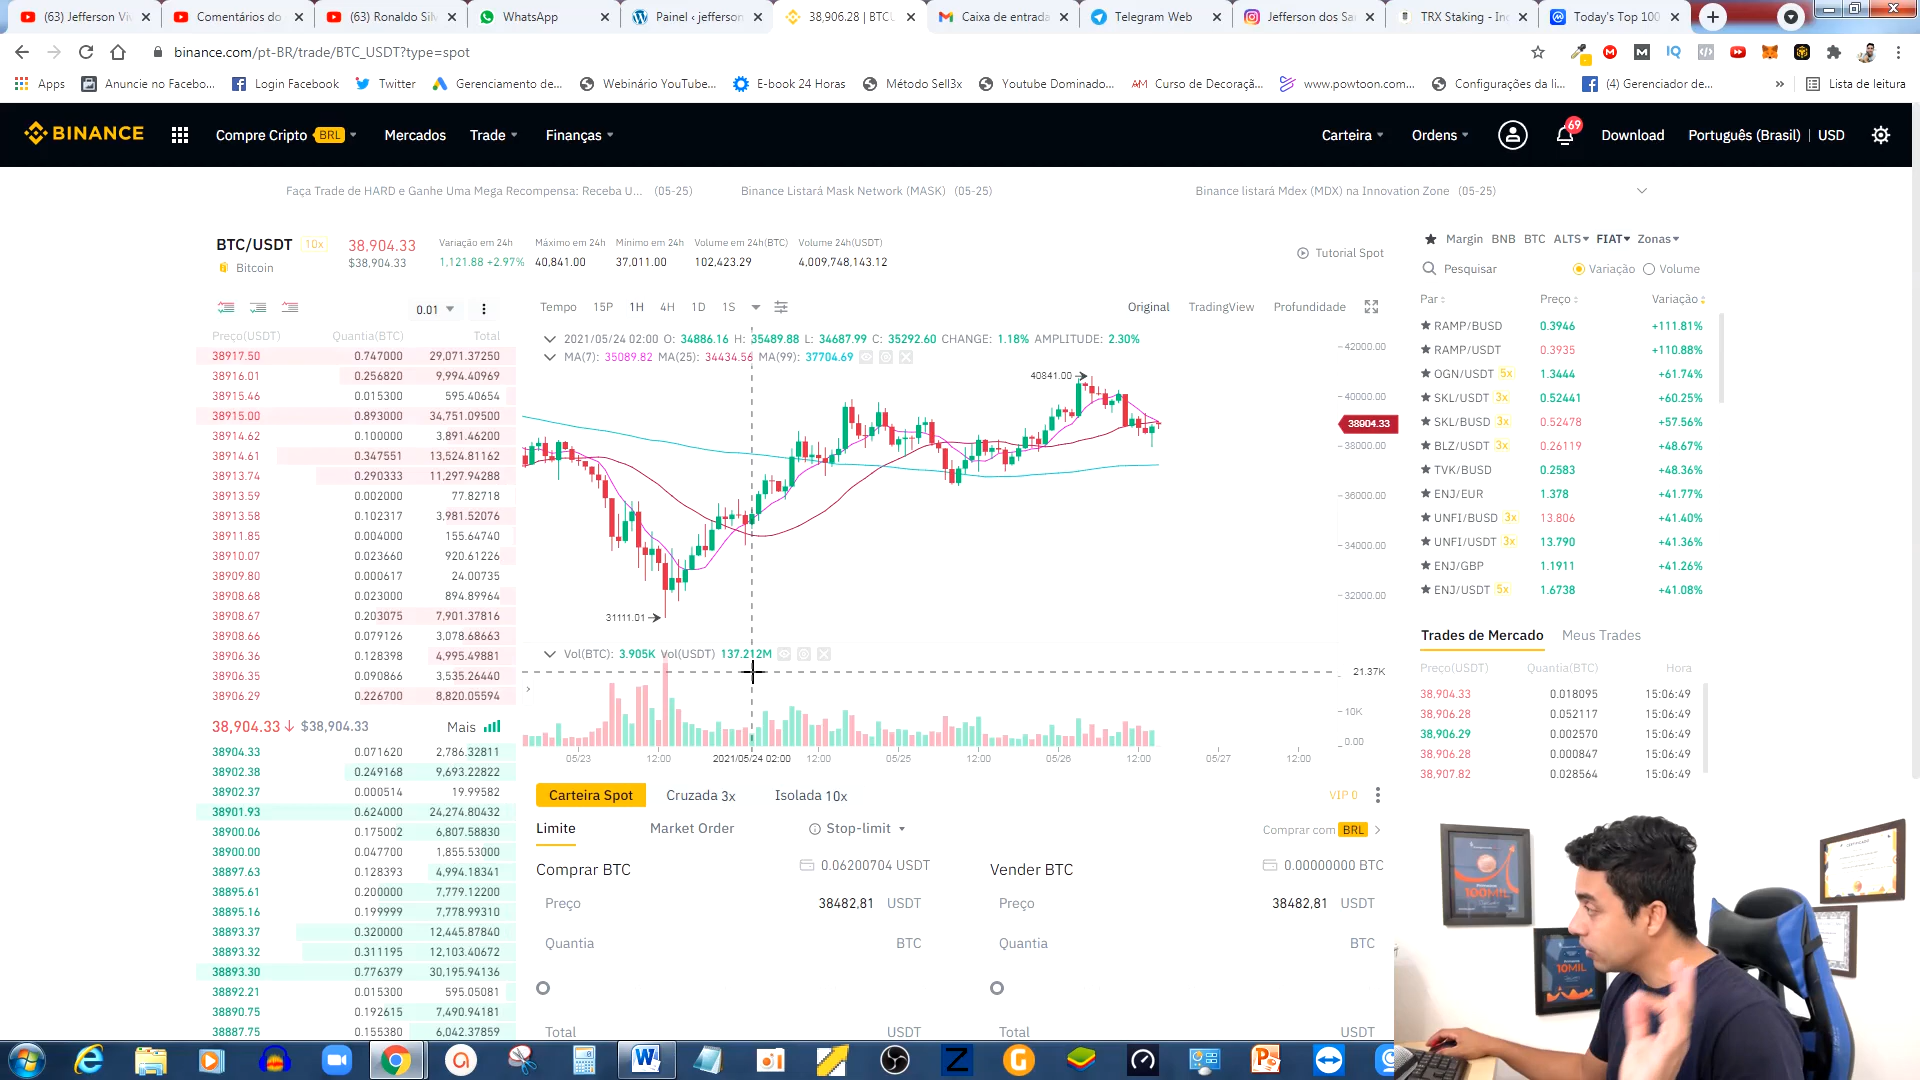 (63) Jefferson Vi
Comentários do
(63) Ronaldo Sil
WhatsApp
Painel ‹ jefferson
38,906.28 | BTCU
Caixa de entrada
Telegram Web
Jefferson dos Sa
TRX Staking - In
Today's Top 100
binance.com/pt-BR/trade/BTC_USDT?type=spot
Apps
Anuncie no Facebo...
Login Facebook
Twitter
Gerenciamento de...
Webinário YouTube...
E-book 24 Horas
Método Sell3x
Youtube Dominado...
AM Curso de Decoraçã...
www.powtoon.com...
Configurações da li...
(4) Gerenciador de...
»
Lista de leitura
BINANCE
Compre Cripto BRL
Mercados
Trade
Finanças
Carteira
Ordens
69
Download
Português (Brasil) | USD
Faça Trade de HARD e Ganhe Uma Mega Recompensa: Receba U... (05-25)
Binance Listará Mask Network (MASK) (05-25)
Binance listará Mdex (MDX) na Innovation Zone (05-25)
BTC/USDT 10x
Bitcoin
38,904.33
$38,904.33
Variação em 24h
1,121.88 +2.97%
Máximo em 24h
40,841.00
Mínimo em 24h
37,011.00
Volume em 24h(BTC)
102,423.29
Volume 24h(USDT)
4,009,748,143.12
Tutorial Spot
0.01
Preço(USDT) Quantia(BTC) Total
38917.50 0.747000 29,071.37250
38916.01 0.256820 9,994.40969
38915.46 0.015300 595.40654
38915.00 0.893000 34,751.09500
38914.62 0.100000 3,891.46200
38914.61 0.347551 13,524.81162
38913.74 0.290333 11,297.94288
38913.59 0.002000 77.82718
38913.58 0.102317 3,981.52076
38911.85 0.004000 155.64740
38910.07 0.023660 920.61226
38909.80 0.000617 24.00735
38908.68 0.023000 894.89964
38908.67 0.203075 7,901.37816
38908.66 0.079126 3,078.68663
38906.36 0.128398 4,995.49881
38906.35 0.090866 3,535.26440
38906.29 0.226700 8,820.05594
38,904.33 $38,904.33 Mais
38904.33 0.071620 2,786.32811
38902.38 0.249168 9,693.22822
38902.37 0.000514 19.99582
38901.93 0.624000 24,274.80432
38900.06 0.175002 6,807.58830
38900.00 0.047700 1,855.53000
38897.63 0.128393 4,994.18341
38895.61 0.200000 7,779.12200
38895.16 0.199999 7,778.99310
38893.37 0.320000 12,445.87840
38893.32 0.311195 12,103.40672
38893.30 0.776379 30,195.94136
38892.21 0.015300 595.05081
38890.75 0.192615 7,490.94181
38887.75 0.155380 6,042.37859
Tempo 15P 1H 4H 1D 1S
Original TradingView Profundidade
2021/05/24 02:00 O: 34886.16 H: 35489.88 L: 34687.99 C: 35292.60 CHANGE: 1.18% AMPLITUDE: 2.30%
MA(7): 35089.82 MA(25): 34434.56 MA(99): 37704.69
42000.00
40841.00
40000.00
38904.33
38000.00
36000.00
34000.00
32000.00
31111.01
Vol(BTC): 3.905K Vol(USDT) 137.212M
21.37K
10K
0.00
05/23 12:00 2021/05/24 02:00 12:00 05/25 12:00 05/26 12:00 05/27 12:00
Carteira Spot
Cruzada 3x
Isolada 10x
VIP 0
Limite
Market Order
Stop-limit
Comprar com BRL
Comprar BTC
0.06200704 USDT
Vender BTC
0.00000000 BTC
Preço 38482,81 USDT
Preço 38482,81 USDT
Quantia BTC
Quantia BTC
Total USDT
Total USDT
Margin BNB BTC ALTS FIAT Zonas
Pesquisar
Variação
Volume
Par Preço Variação
RAMP/BUSD 0.3946 +111.81%
RAMP/USDT 0.3935 +110.88%
OGN/USDT 5x 1.3444 +61.74%
SKL/USDT 3x 0.52441 +60.25%
SKL/BUSD 3x 0.52478 +57.56%
BLZ/USDT 3x 0.26119 +48.67%
TVK/BUSD 0.2583 +48.36%
ENJ/EUR 1.378 +41.77%
UNFI/BUSD 3x 13.806 +41.40%
UNFI/USDT 3x 13.790 +41.36%
ENJ/GBP 1.1911 +41.26%
ENJ/USDT 5x 1.6738 +41.08%
Trades de Mercado
Meus Trades
Preço(USDT) Quantia(BTC) Hora
38,904.33 0.018095 15:06:49
38,906.28 0.052117 15:06:49
38,906.29 0.002570 15:06:49
38,906.28 0.000847 15:06:49
38,907.82 0.028564 15:06:49
100MIL
10MIL